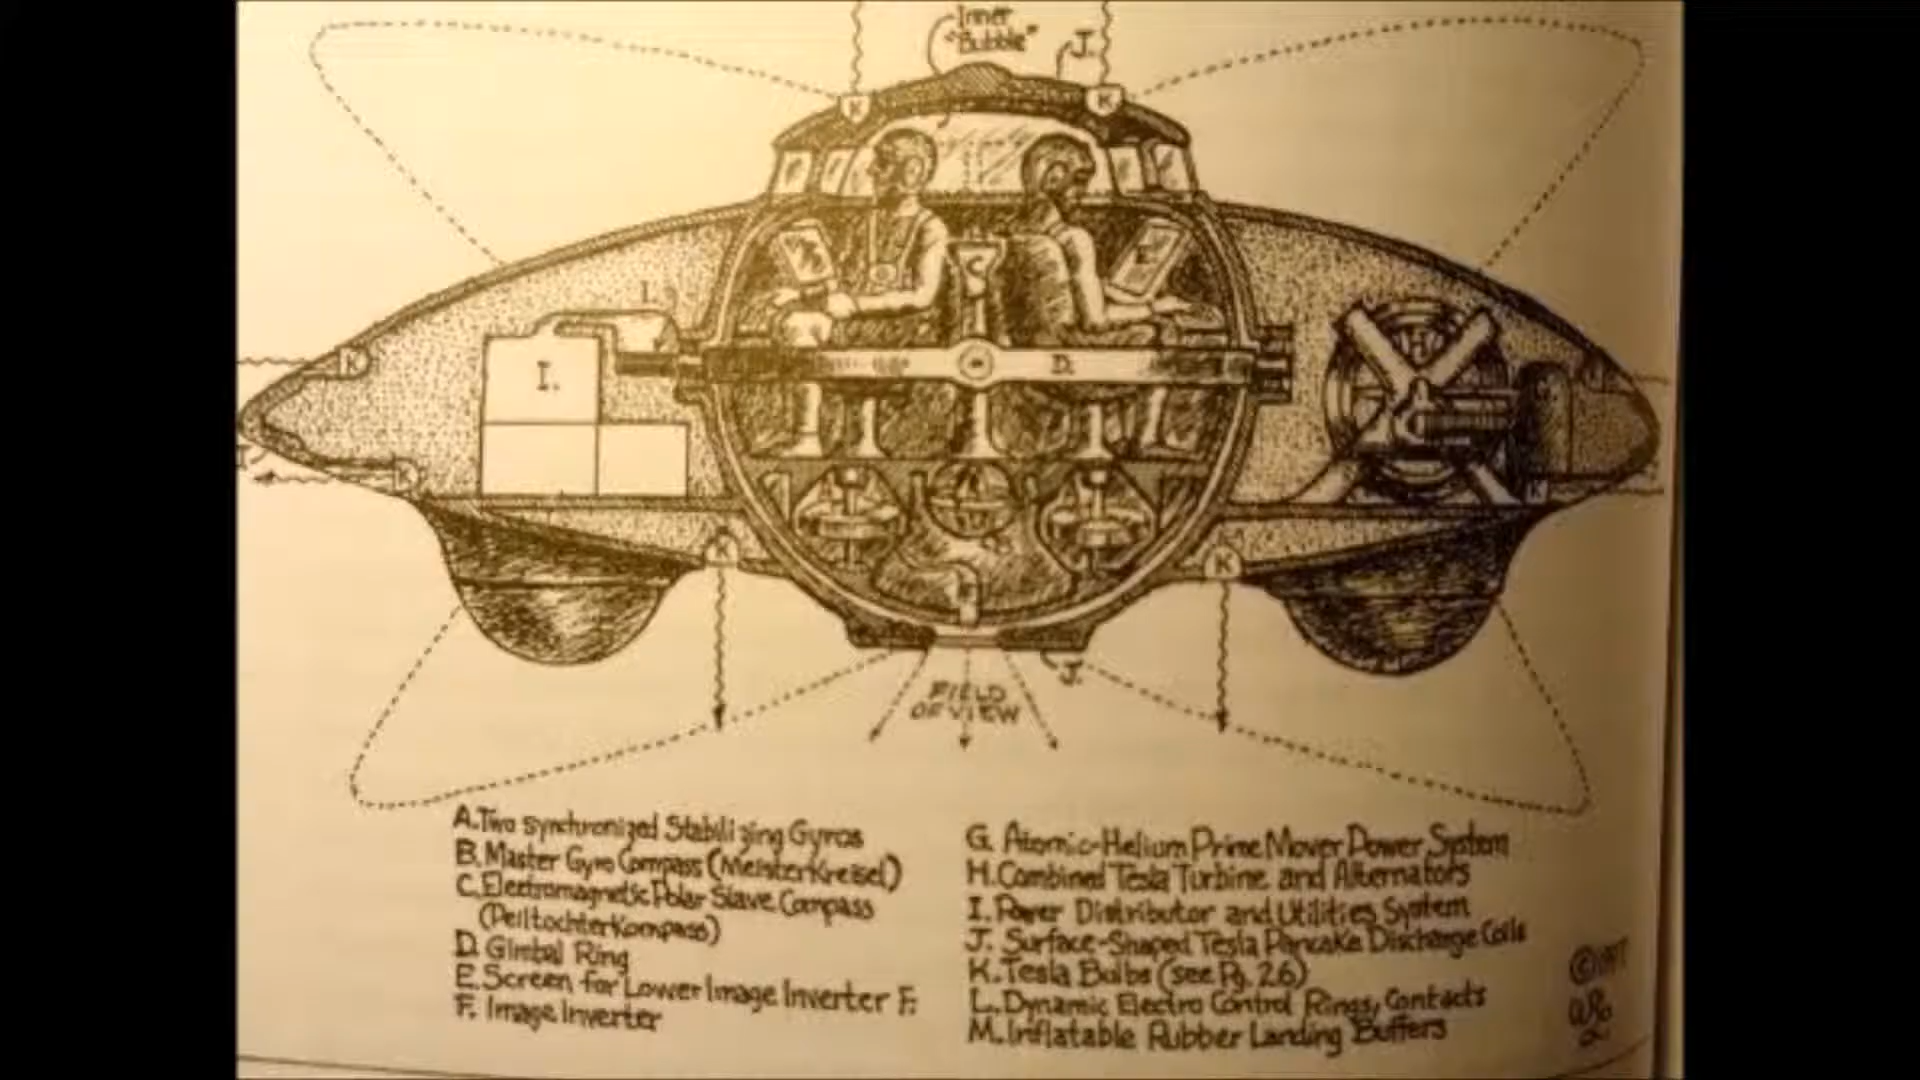 Inner
"Bubble"
J.
K
K
C
E
I.
D.
H
K
K
K
K
J.
FIELD
OF VIEW
A. Two Synchronized Stabilizing Gyros
B. Master Gyro Compass (Meisterkreisel)
C. Electromagnetic Polar Slave Compass
(Peiltochterkompass)
D. Gimbal Ring
E. Screen for Lower Image Inverter F.
F. Image Inverter
G. Atomic-Helium Prime Mover Power System
H. Combined Tesla Turbine and Alternators
I. Power Distributor and Utilities System
J. Surface-Shaped Tesla Pancake Discharge Coils
K. Tesla Bulbs (see Pg. 26)
L. Dynamic Electro Control Rings, Contacts
M. Inflatable Rubber Landing Buffers